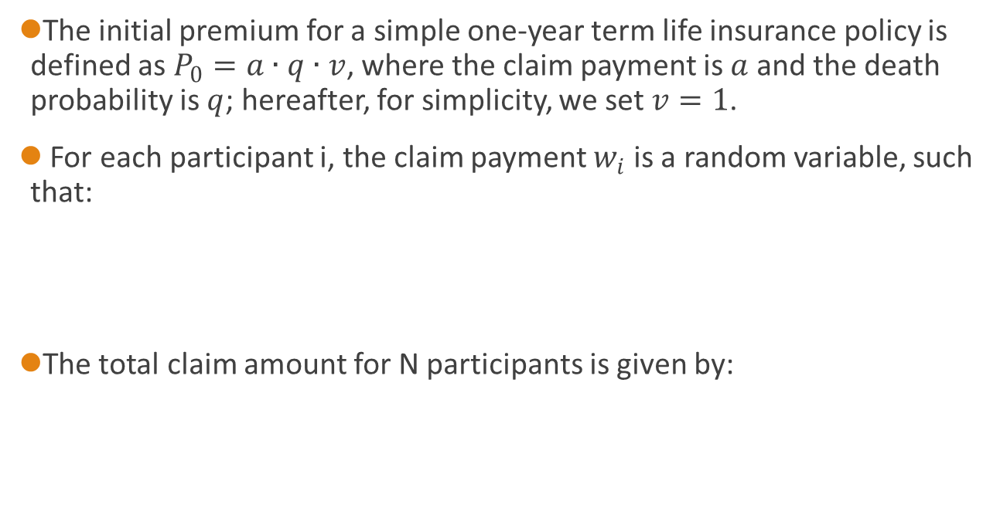 ●The initial premium for a simple one-year term life insurance policy is
defined as P₀ = a · q · v, where the claim payment is a and the death
probability is q; hereafter, for simplicity, we set v = 1.
● For each participant i, the claim payment wᵢ is a random variable, such
that:
●The total claim amount for N participants is given by: